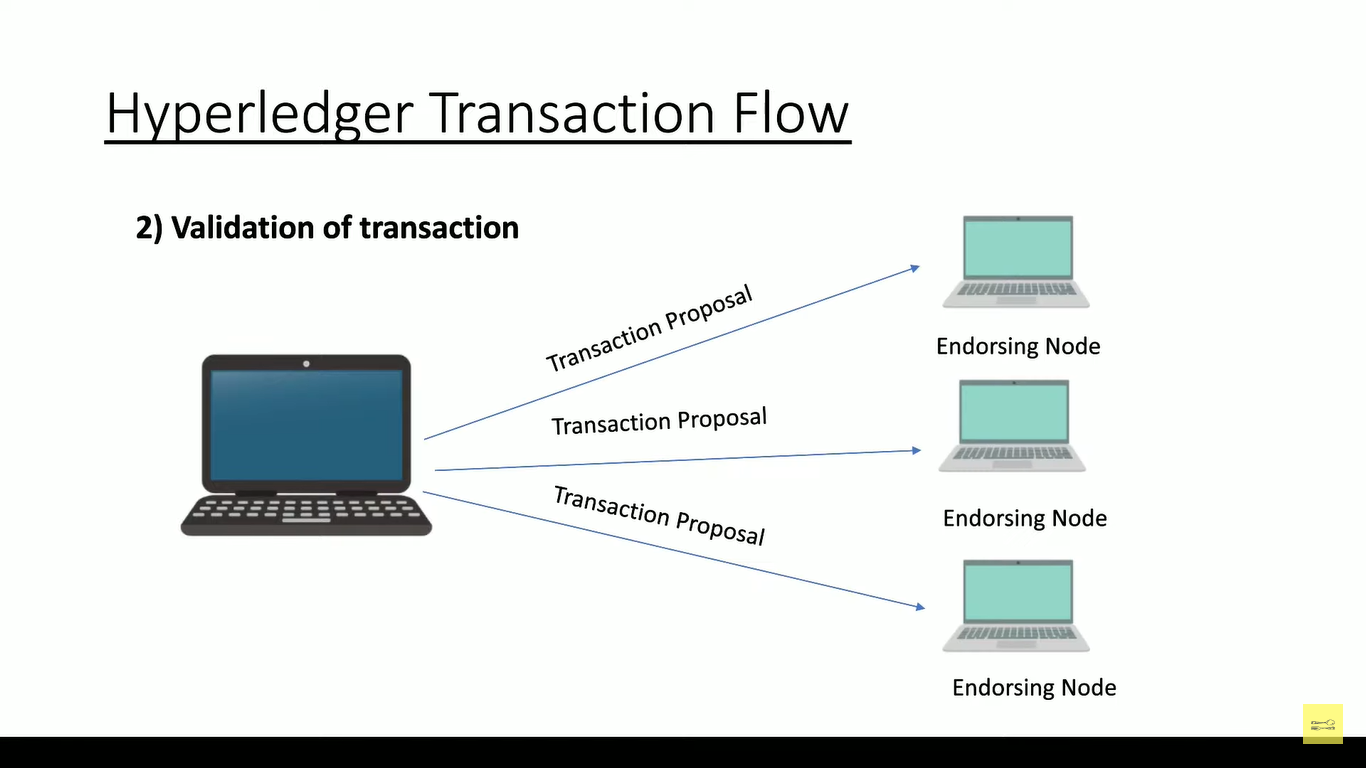 Hyperledger Transaction Flow
2) Validation of transaction
Transaction Proposal
Endorsing Node
Transaction Proposal
Endorsing Node
Transaction Proposal
Endorsing Node